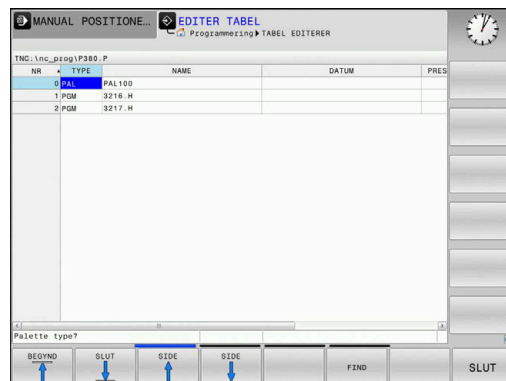 MANUAL POSITIONE...
EDITER TABEL
Programmering TABEL EDITERER
TNC:\nc_prog\P380.P
NR TYPE NAME DATUM PRES
0 PAL PAL100
1 PGM 3216.H
2 PGM 3217.H
Palette type?
BEGYND SLUT SIDE SIDE FIND SLUT